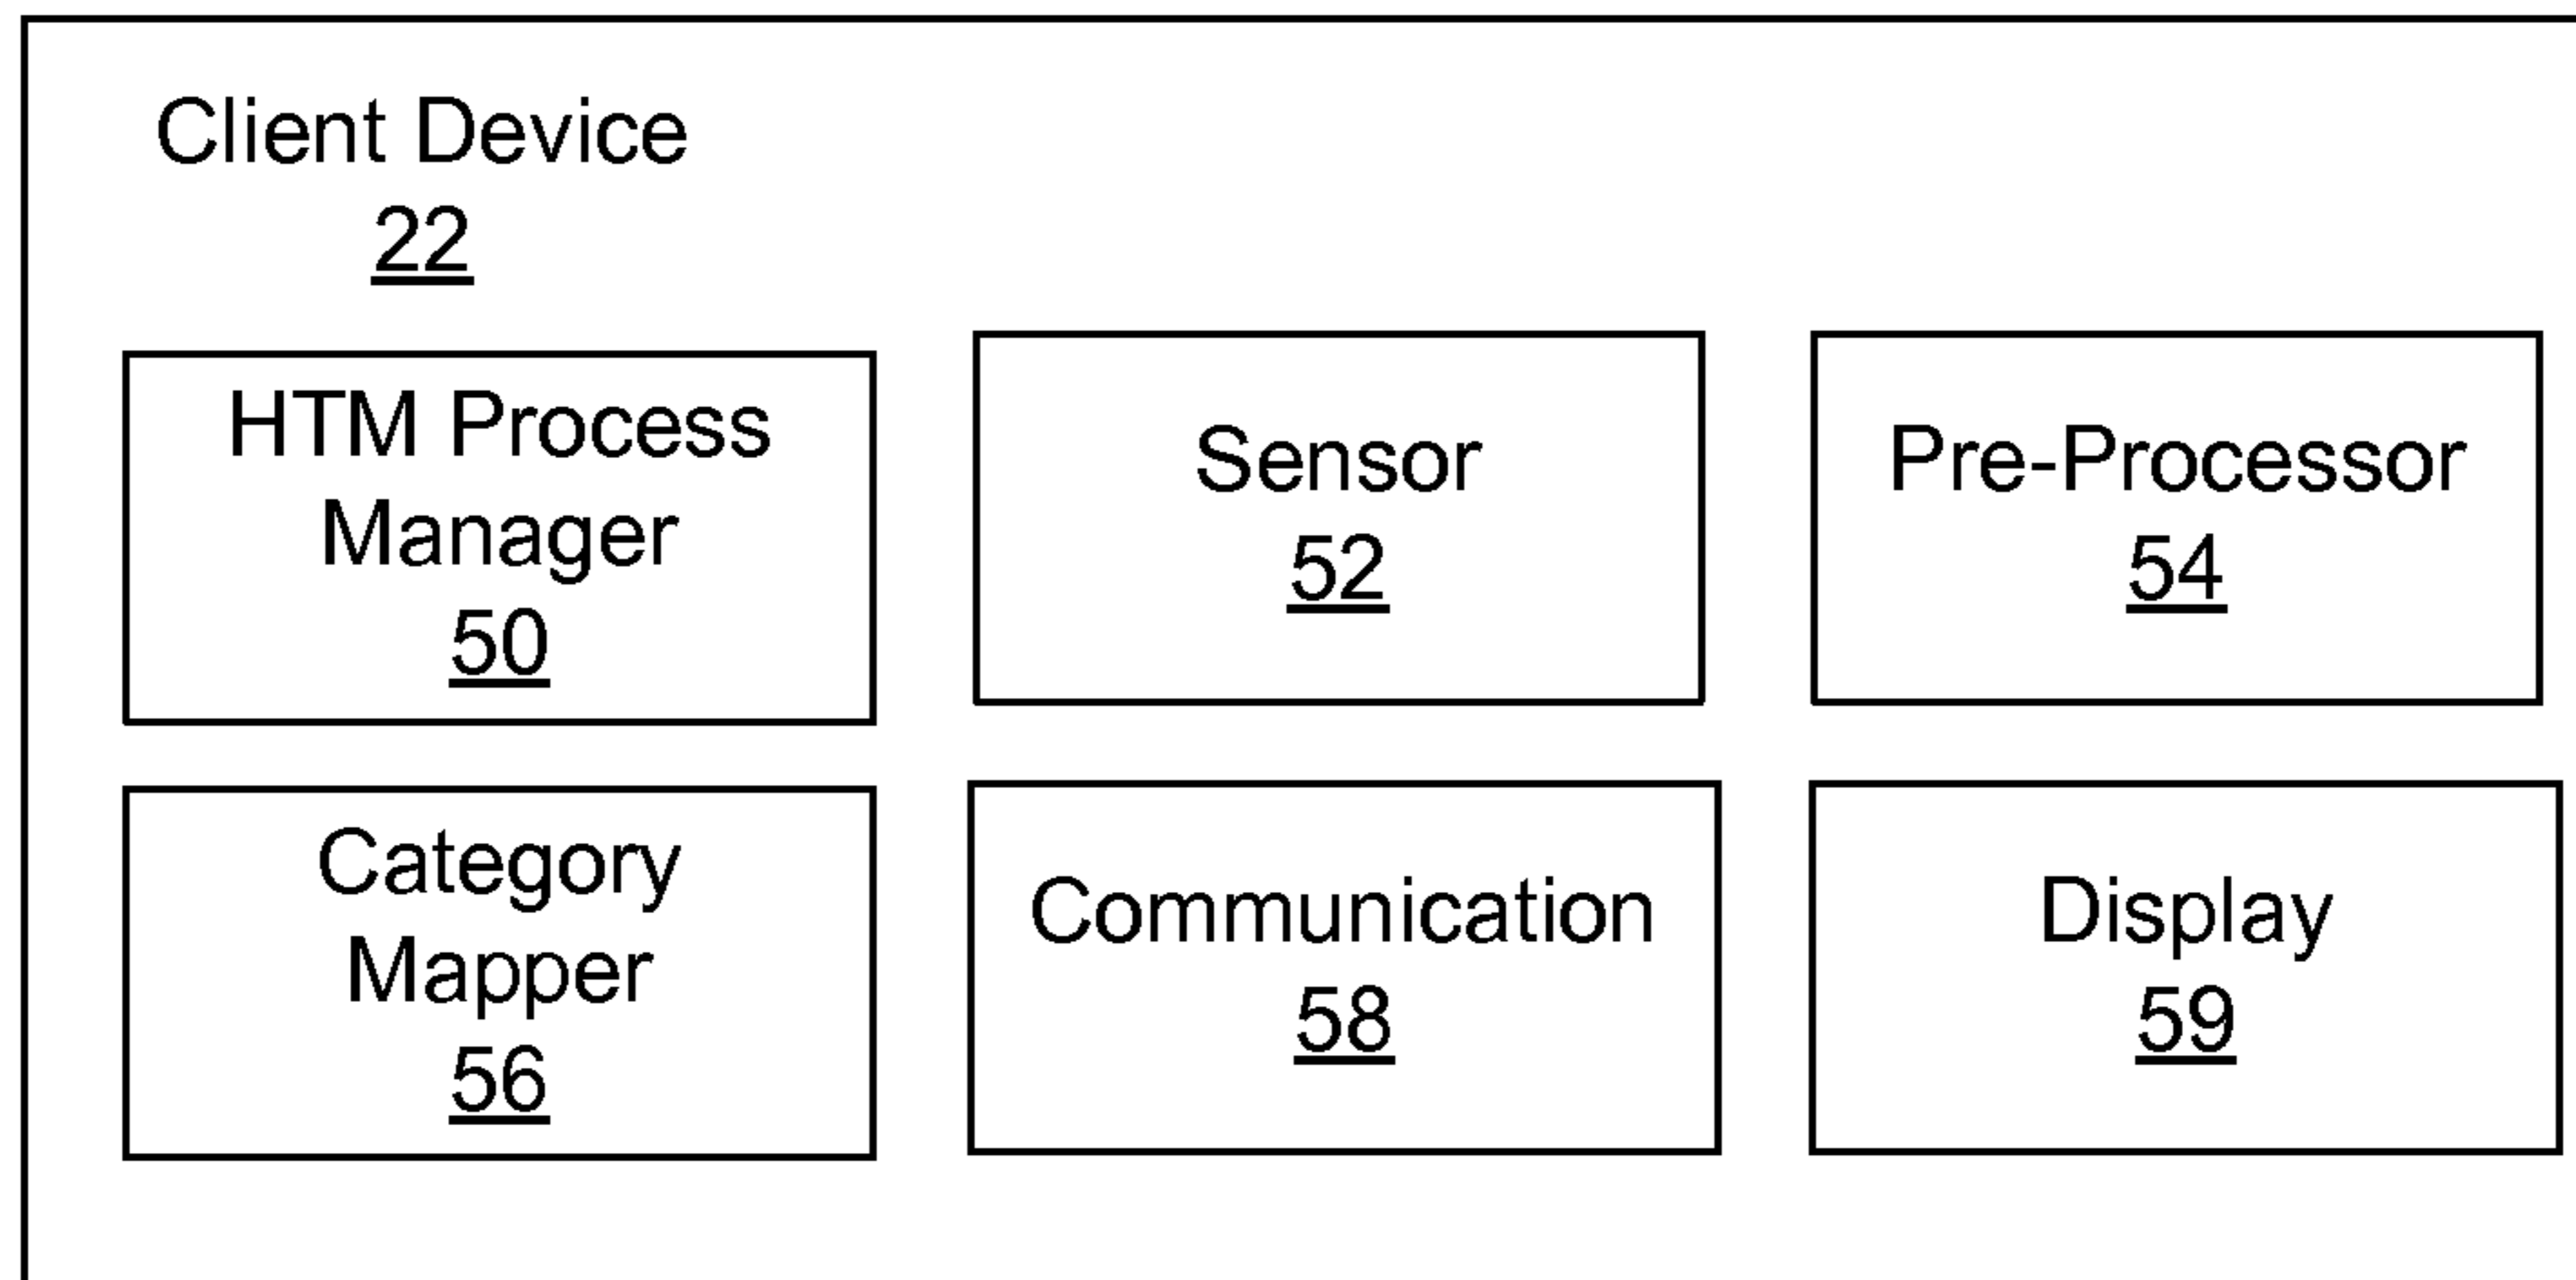 Client Device
22
HTM Process
Manager
50
Sensor
52
Pre-Processor
54
Category
Mapper
56
Communication
58
Display
59